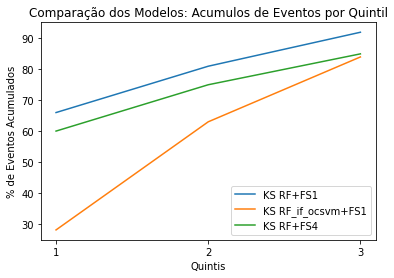 Comparação dos Modelos: Acumulos de Eventos por Quintil
% de Eventos Acumulados
90
80
70
60
50
40
30
KS RF+FS1
KS RF_if_ocsvm+FS1
KS RF+FS4
1
2
3
Quintis